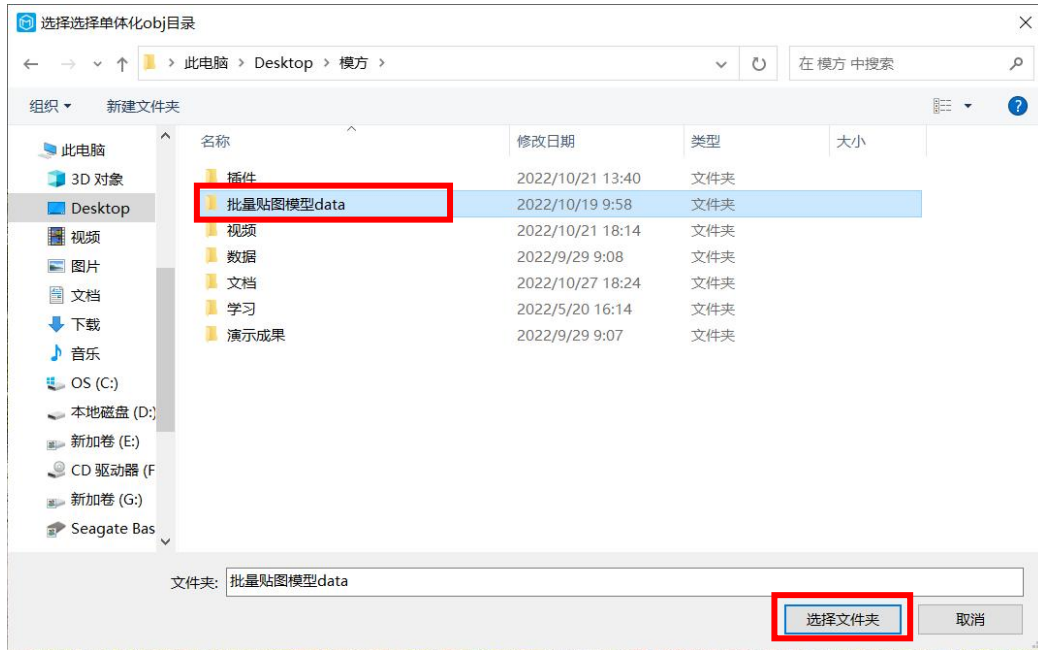 选择选择单体化obj目录
此电脑 > Desktop > 模方 >
在 模方 中搜索
组织 新建文件夹
名称 修改日期 类型 大小
插件 2022/10/21 13:40 文件夹
批量贴图模型data 2022/10/19 9:58 文件夹
视频 2022/10/21 18:14 文件夹
数据 2022/9/29 9:08 文件夹
文档 2022/10/27 18:24 文件夹
学习 2022/5/20 16:14 文件夹
演示成果 2022/9/29 9:07 文件夹
此电脑
3D 对象
Desktop
视频
图片
文档
下载
音乐
OS (C:)
本地磁盘 (D:)
新加卷 (E:)
CD 驱动器 (F
新加卷 (G:)
Seagate Bas
文件夹: 批量贴图模型data
选择文件夹 取消